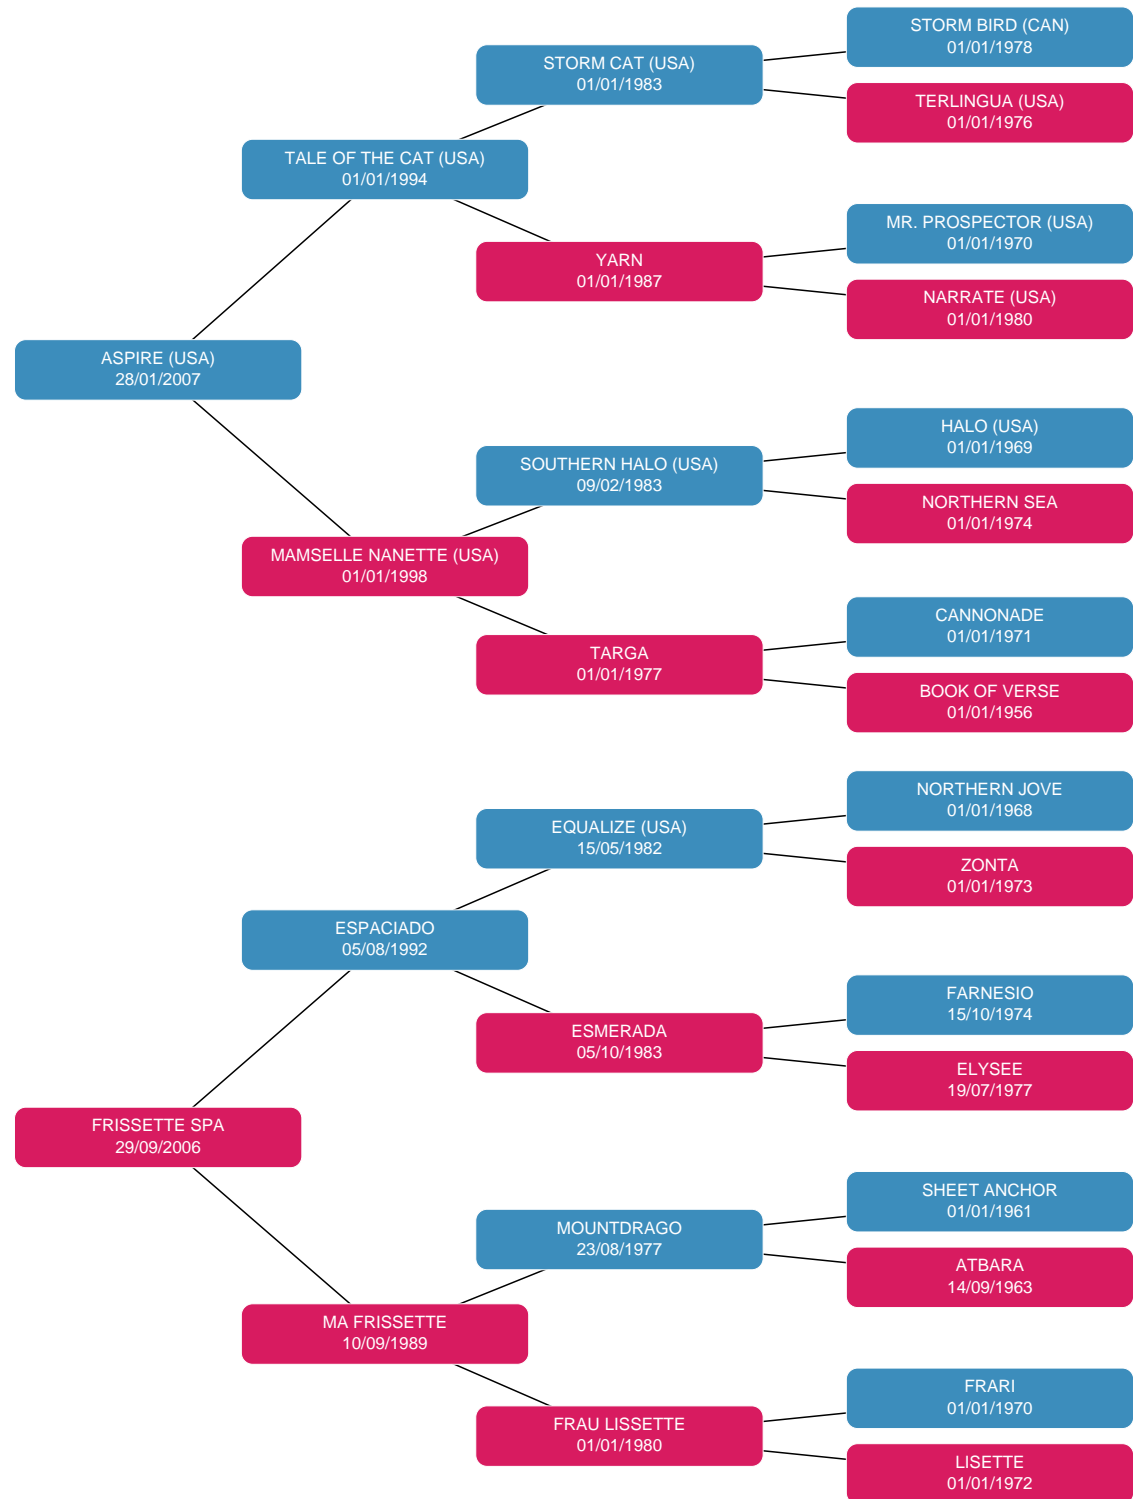 STORM BIRD (CAN)
01/01/1978
STORM CAT (USA)
01/01/1983
TERLINGUA (USA)
01/01/1976
TALE OF THE CAT (USA)
01/01/1994
MR. PROSPECTOR (USA)
01/01/1970
YARN
01/01/1987
NARRATE (USA)
01/01/1980
ASPIRE (USA)
28/01/2007
HALO (USA)
01/01/1969
SOUTHERN HALO (USA)
09/02/1983
NORTHERN SEA
01/01/1974
MAMSELLE NANETTE (USA)
01/01/1998
CANNONADE
01/01/1971
TARGA
01/01/1977
BOOK OF VERSE
01/01/1956
NORTHERN JOVE
01/01/1968
EQUALIZE (USA)
15/05/1982
ZONTA
01/01/1973
ESPACIADO
05/08/1992
FARNESIO
15/10/1974
ESMERADA
05/10/1983
ELYSEE
19/07/1977
FRISSETTE SPA
29/09/2006
SHEET ANCHOR
01/01/1961
MOUNTDRAGO
23/08/1977
ATBARA
14/09/1963
MA FRISSETTE
10/09/1989
FRARI
01/01/1970
FRAU LISSETTE
01/01/1980
LISETTE
01/01/1972